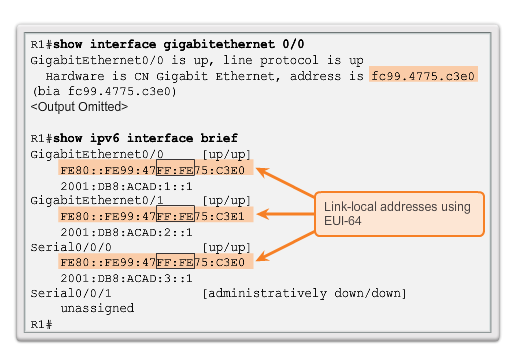 R1#show interface gigabitethernet 0/0
GigabitEthernet0/0 is up, line protocol is up
Hardware is CN Gigabit Ethernet, address is fc99.4775.c3e0
(bia fc99.4775.c3e0)
<Output Omitted>
R1#show ipv6 interface brief
GigabitEthernet0/0 [up/up]
FE80::FE99:47FF:FE75:C3E0
2001:DB8:ACAD:1::1
GigabitEthernet0/1 [up/up]
FE80::FE99:47FF:FE75:C3E1
2001:DB8:ACAD:2::1
Serial0/0/0 [up/up]
FE80::FE99:47FF:FE75:C3E0
2001:DB8:ACAD:3::1
Serial0/0/1 [administratively down/down]
unassigned
R1#
Link-local addresses using
EUI-64